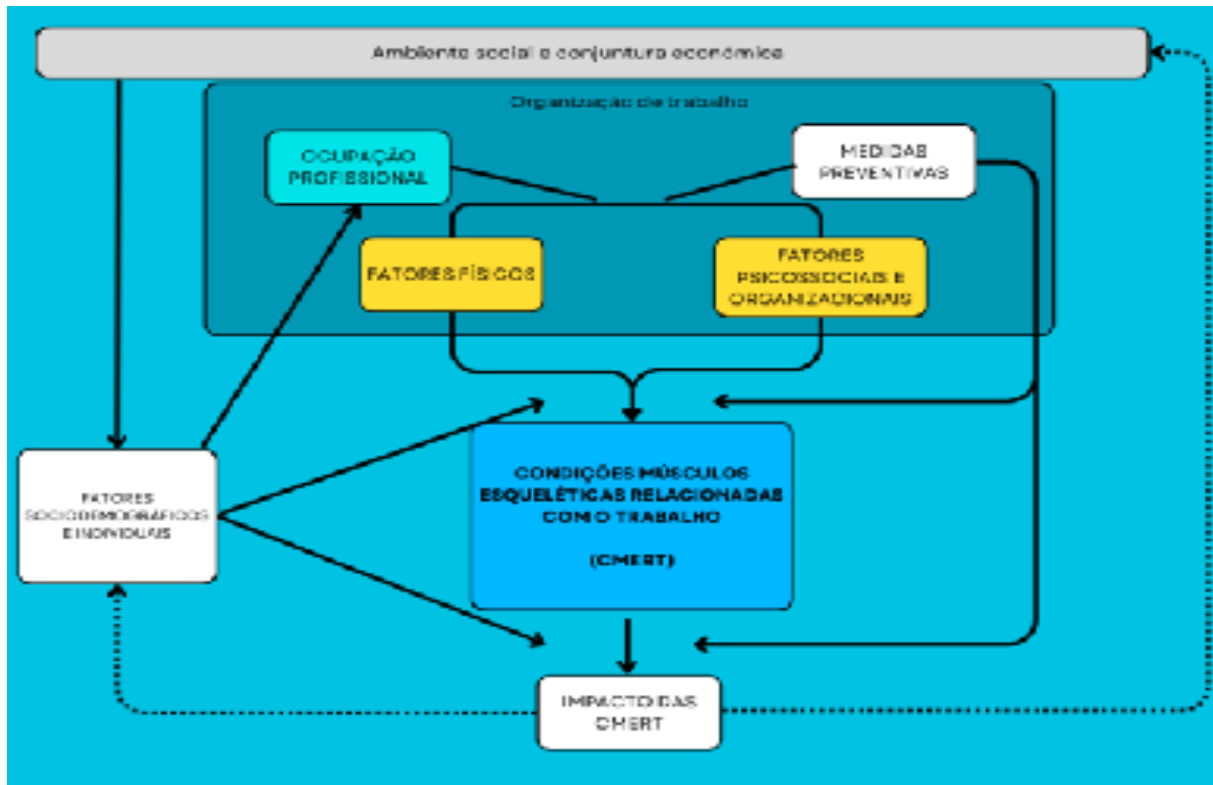 Ambiente social e conjuntura económica
Organização de trabalho
OCUPAÇÃO
PROFISSIONAL
MEDIDAS
PREVENTIVAS
FATORES FÍSICOS
FATORES
PSICOSSOCIAIS E
ORGANIZACIONAIS
FATORES
SOCIODEMOGRÁFICOS
E INDIVIDUAIS
CONDIÇÕES MÚSCULOS
ESQUELÉTICAS RELACIONADAS
COM O TRABALHO
(CMERT)
IMPACTO DAS
CMERT